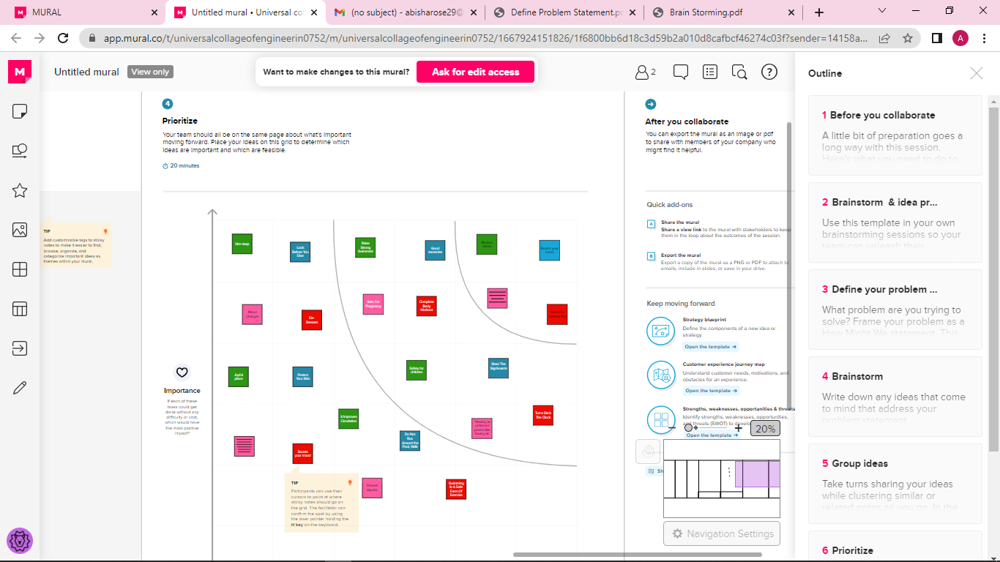 MURAL
Untitled mural • Universal co
(no subject) - abisharose29@
Define Problem Statement.p
Brain Storming.pdf
app.mural.co/t/universalcollageofengineerin0752/m/universalcollageofengineerin0752/1667924151826/1f6800bb6d18c3d59b2a010d8cafbcf46274c03f?sender=14158a...
A
M
Untitled mural
View only
Want to make changes to this mural?
Ask for edit access
2
Outline
4
Prioritize
Your team should all be on the same page about what's important
moving forward. Place your ideas on this grid to determine which
ideas are important and which are feasible.
20 minutes
After you collaborate
You can export the mural as an image or pdf
to share with members of your company who
might find it helpful.
Quick add-ons
A
Share the mural
Share a view link to the mural with stakeholders to keep
them in the loop about the outcomes of the session.
B
Export the mural
Export a copy of the mural as a PNG or PDF to attach to
emails, include in slides, or save in your drive.
Keep moving forward
Strategy blueprint
Define the components of a new idea or
strategy.
Open the template →
Customer experience journey map
Understand customer needs, motivations, and
obstacles for an experience.
Open the template →
Strengths, weaknesses, opportunities & threats
Identify strengths, weaknesses, opportunities,
and threats (SWOT) to develo
Open the template →
Sh
20%
Navigation Settings
TIP
Add customizable tags to sticky
notes to make it easier to find,
browse, organize, and
categorize important ideas as
themes within your mural.
Not deep
Look
Before You
Dive
Raise
Strong
Swimmers
Good
excercise
Safe For
Pregancy
Complete
Body
Workout
De-
Stresser
Joyful
place
Protect
Your Skin
Safety for
children
Read The
Signboards
It Improves
Circulation
Turns Back
The Clock
Do Not
Run
Around the
Pool, Walk
"Having an
unfenced
pool is like
having an
Boosts
your mood
Prevent
injuries
Swimming
Is A Safe
Form Of
Exercise
Importance
If each of these
tasks could get
done without any
difficulty or cost,
which would have
the most positive
impact?
TIP
Participants can use their
cursors to point at where
sticky notes should go on
the grid. The facilitator can
confirm the spot by using
the laser pointer holding the
H key on the keyboard.
1 Before you collaborate
A little bit of preparation goes a
long way with this session.
Here's what you need to do to
2 Brainstorm & idea pr...
Use this template in your own
brainstorming sessions so your
team can unleash their
3 Define your problem ...
What problem are you trying to
solve? Frame your problem as a
How Might We statement. This
4 Brainstorm
Write down any ideas that come
to mind that address your
problem statement.
5 Group ideas
Take turns sharing your ideas
while clustering similar or
related notes as you go. In the
6 Prioritize